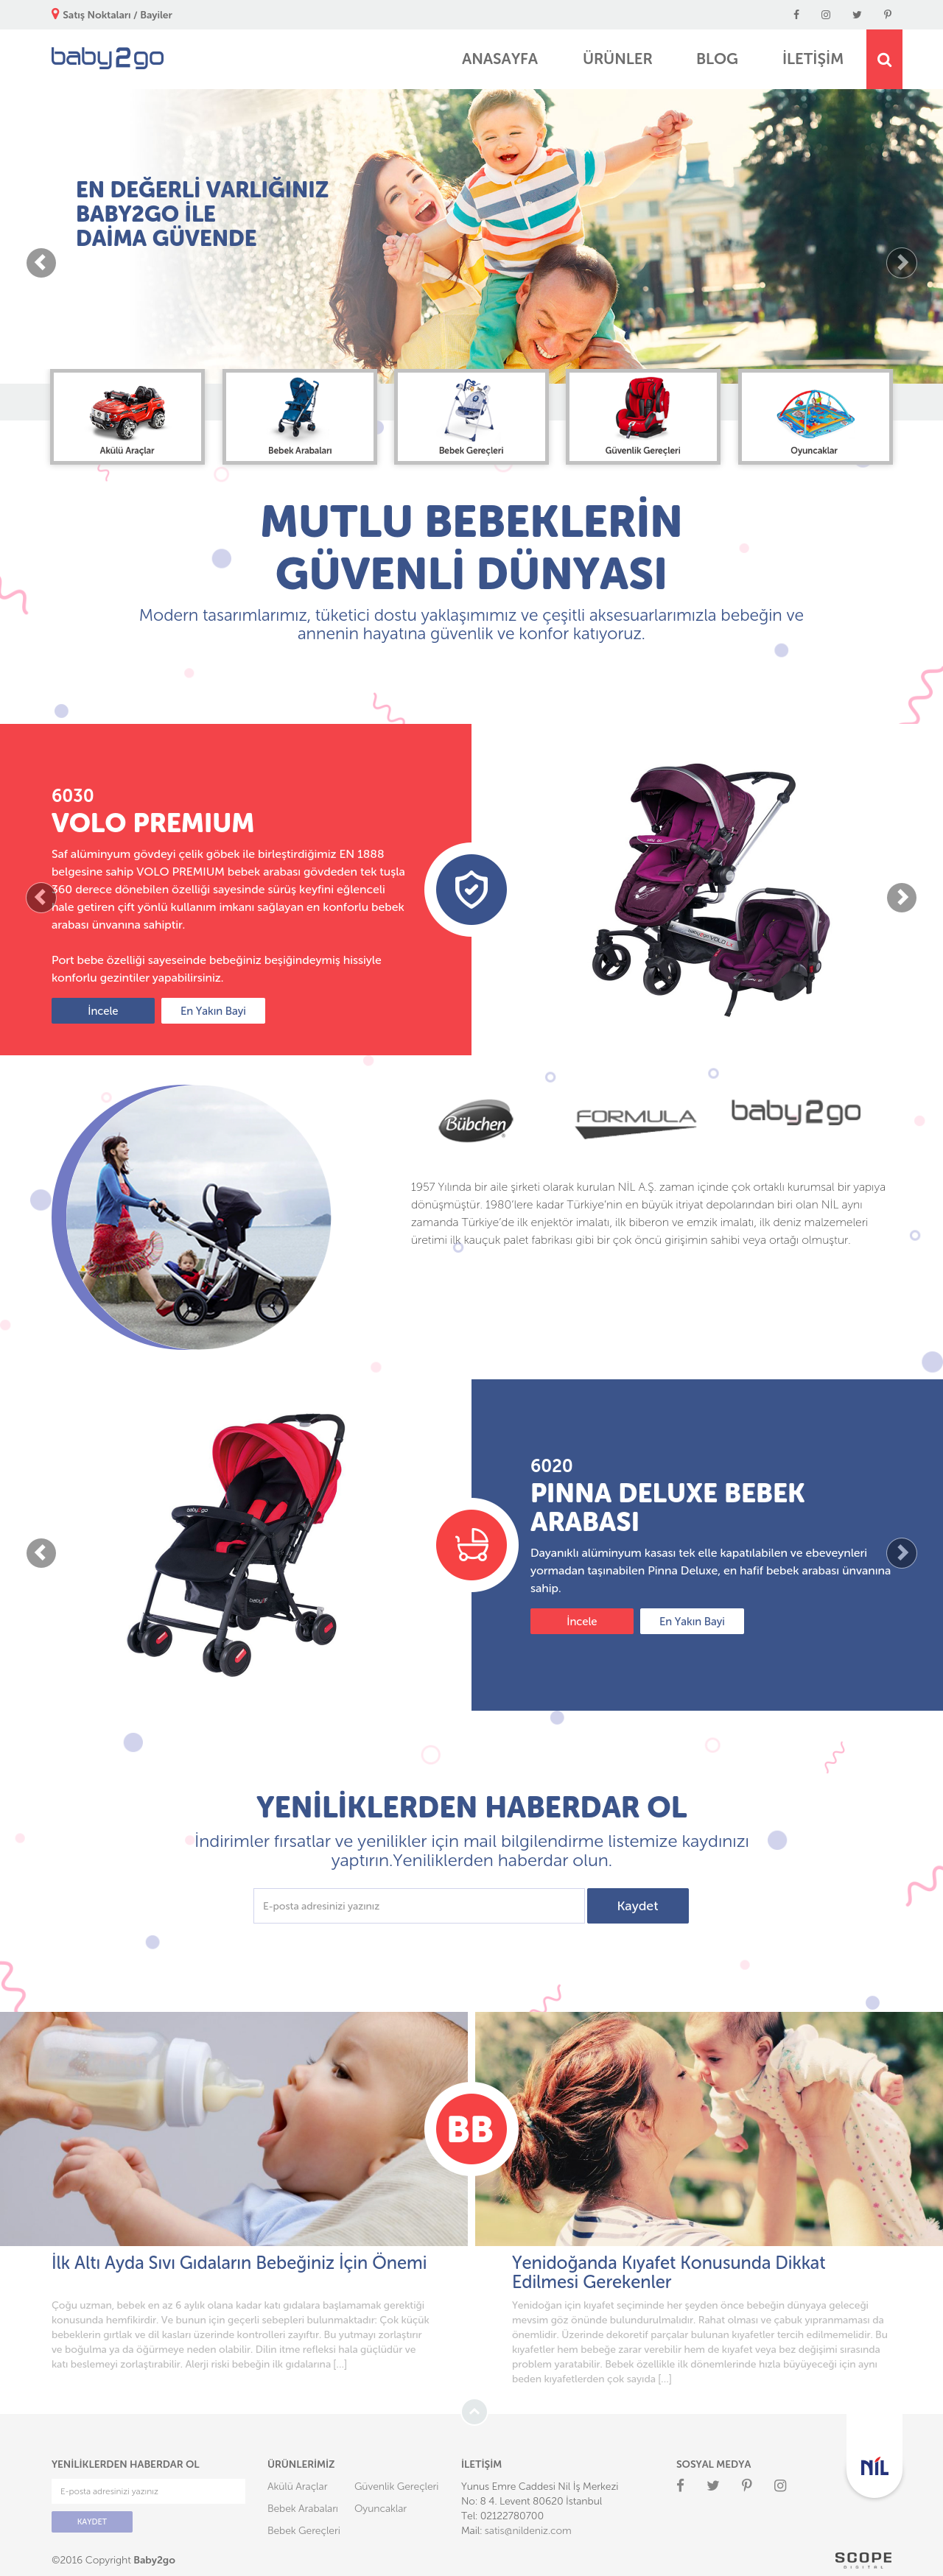 Satış Noktaları / Bayiler
baby2go
ANASAYFA ÜRÜNLER BLOG İLETİŞİM
EN DEĞERLİ VARLIĞINIZ
BABY2GO İLE
DAİMA GÜVENDE
Akülü Araçlar
Bebek Arabaları
Bebek Gereçleri
Güvenlik Gereçleri
Oyuncaklar
MUTLU BEBEKLERİN
GÜVENLİ DÜNYASI
Modern tasarımlarımız, tüketici dostu yaklaşımımız ve çeşitli aksesuarlarımızla bebeğin ve
annenin hayatına güvenlik ve konfor katıyoruz.
6030
VOLO PREMIUM
Saf alüminyum gövdeyi çelik göbek ile birleştirdiğimiz EN 1888
belgesine sahip VOLO PREMIUM bebek arabası gövdeden tek tuşla
360 derece dönebilen özelliği sayesinde sürüş keyfini eğlenceli
hale getiren çift yönlü kullanım imkanı sağlayan en konforlu bebek
arabası ünvanına sahiptir.
Port bebe özelliği sayeseinde bebeğiniz beşiğindeymiş hissiyle
konforlu gezintiler yapabilirsiniz.
İncele
En Yakın Bayi
Bübchen
FORMULA
baby2go
1957 Yılında bir aile şirketi olarak kurulan NİL A.Ş. zaman içinde çok ortaklı kurumsal bir yapıya
dönüşmüştür. 1980'lere kadar Türkiye'nin en büyük itriyat depolarından biri olan NİL aynı
zamanda Türkiye'de ilk enjektör imalatı, ilk biberon ve emzik imalatı, ilk deniz malzemeleri
üretimi ilk kauçuk palet fabrikası gibi bir çok öncü girişimin sahibi veya ortağı olmuştur.
6020
PINNA DELUXE BEBEK
ARABASI
Dayanıklı alüminyum kasası tek elle kapatılabilen ve ebeveynleri
yormadan taşınabilen Pinna Deluxe, en hafif bebek arabası ünvanına
sahip.
İncele
En Yakın Bayi
YENİLİKLERDEN HABERDAR OL
İndirimler fırsatlar ve yenilikler için mail bilgilendirme listemize kaydınızı
yaptırın.Yeniliklerden haberdar olun.
E-posta adresinizi yazınız
Kaydet
BB
İlk Altı Ayda Sıvı Gıdaların Bebeğiniz İçin Önemi
Çoğu uzman, bebek en az 6 aylık olana kadar katı gıdalara başlamamak gerektiği
konusunda hemfikirdir. Ve bunun için geçerli sebepleri bulunmaktadır: Çok küçük
bebeklerin gırtlak ve dil kasları üzerinde kontrolleri zayıftır. Bu yutmayı zorlaştırır
ve boğulma ya da öğürmeye neden olabilir. Dilin itme refleksi hala güçlüdür ve
katı beslemeyi zorlaştırabilir. Alerji riski bebeğin ilk gıdalarına [...]
Yenidoğanda Kıyafet Konusunda Dikkat
Edilmesi Gerekenler
Yenidoğan için kıyafet seçiminde her şeyden önce bebeğin dünyaya geleceği
mevsim göz önünde bulundurulmalıdır. Rahat olması ve çabuk yıpranmaması da
önemlidir. Üzerinde dekoretif parçalar bulunan kıyafetler tercih edilmemelidir. Bu
kıyafetler hem bebeğe zarar verebilir hem de kıyafet veya bez değişimi sırasında
problem yaratabilir. Bebek özellikle ilk dönemlerinde hızla büyüyeceği için aynı
beden kıyafetlerden çok sayıda [...]
YENİLİKLERDEN HABERDAR OL
E-posta adresinizi yazınız
KAYDET
ÜRÜNLERİMİZ
Akülü Araçlar
Güvenlik Gereçleri
Bebek Arabaları
Oyuncaklar
Bebek Gereçleri
İLETİŞİM
Yunus Emre Caddesi Nil İş Merkezi
No: 8 4. Levent 80620 İstanbul
Tel: 02122780700
Mail: satis@nildeniz.com
SOSYAL MEDYA
NİL
©2016 Copyright Baby2go
SCOPE
DIGITAL